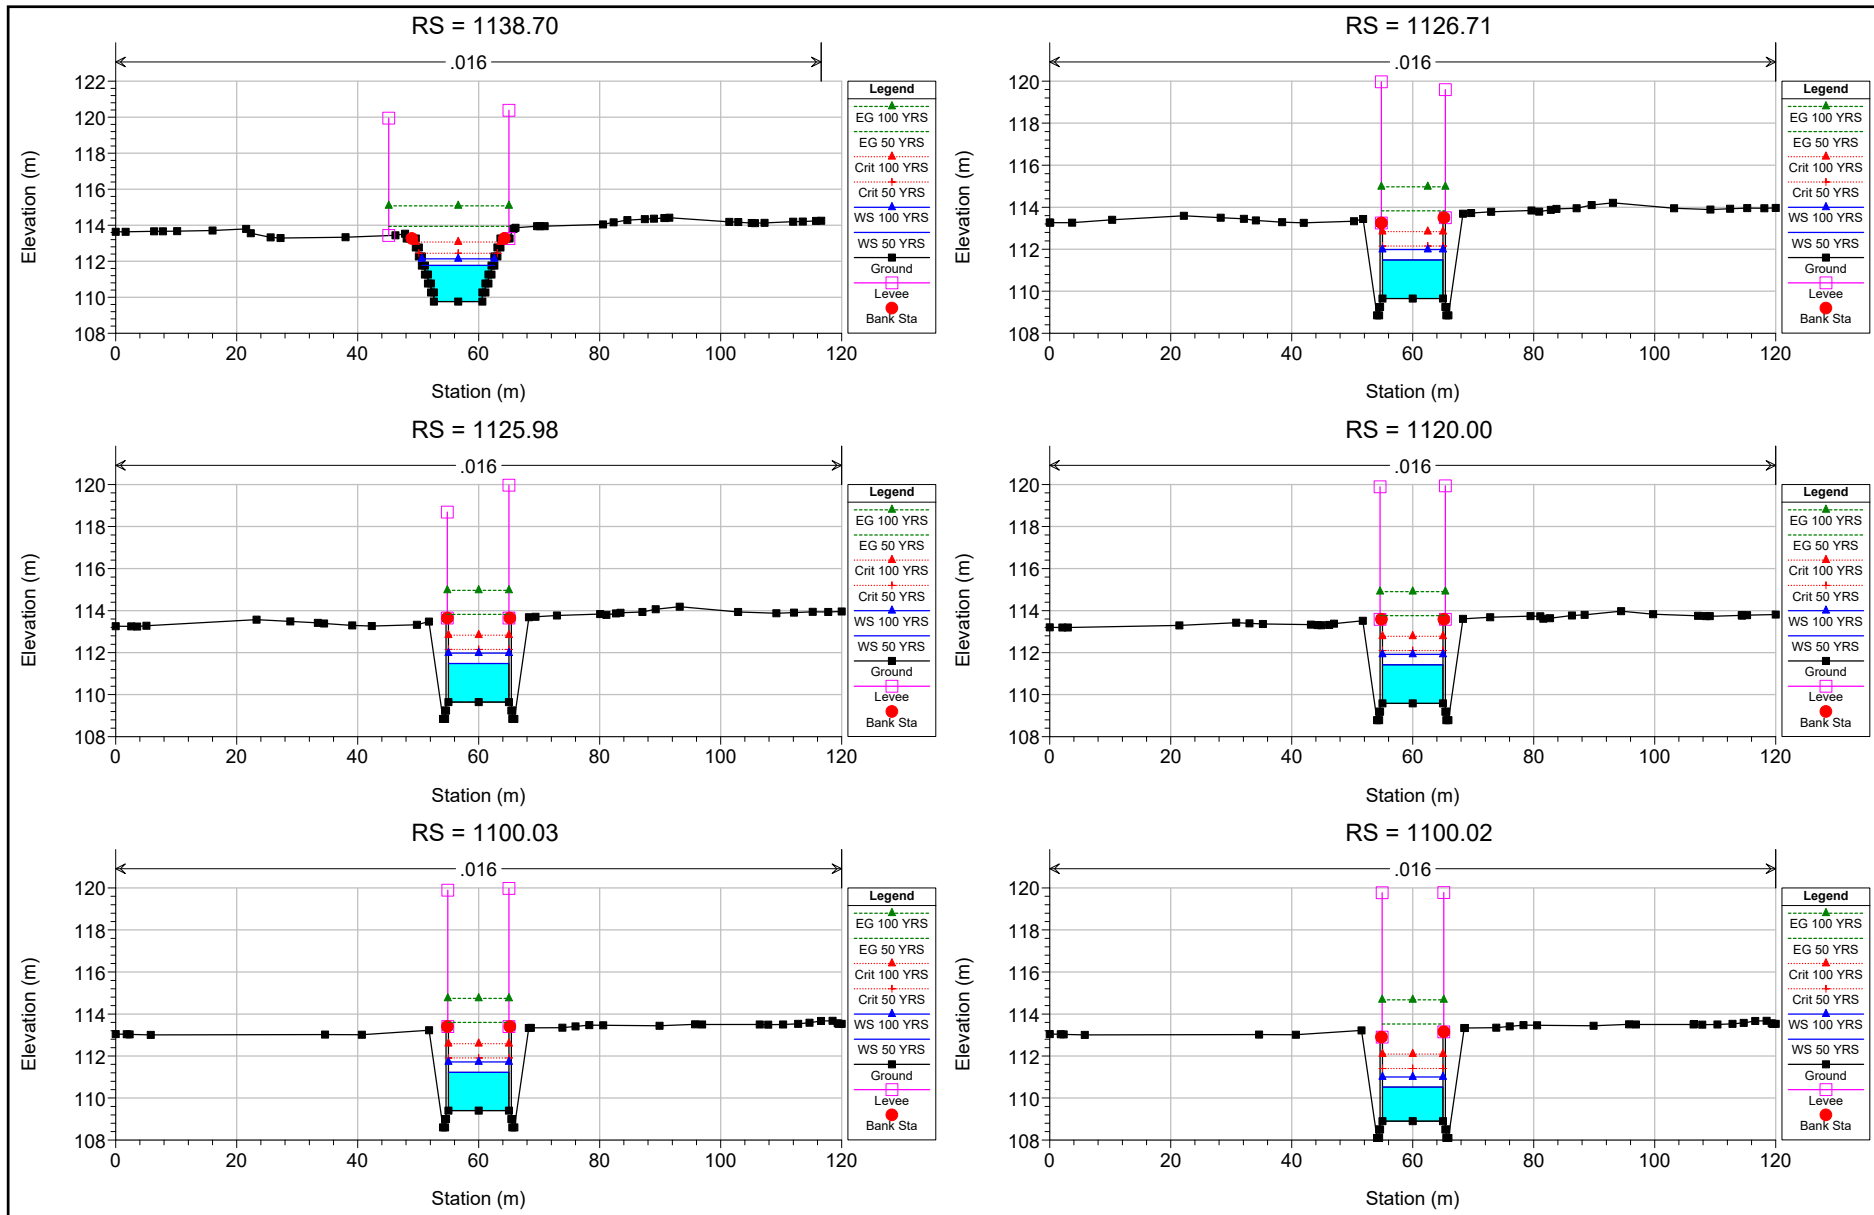 RS = 1138.70
.016
Elevation (m)
122
120
118
116
114
112
110
108
0 20 40 60 80 100 120
Station (m)
Legend
EG 100 YRS
EG 50 YRS
Crit 100 YRS
Crit 50 YRS
WS 100 YRS
WS 50 YRS
Ground
Levee
Bank Sta
RS = 1126.71
.016
Elevation (m)
120
118
116
114
112
110
108
0 20 40 60 80 100 120
Station (m)
Legend
EG 100 YRS
EG 50 YRS
Crit 100 YRS
Crit 50 YRS
WS 100 YRS
WS 50 YRS
Ground
Levee
Bank Sta
RS = 1125.98
.016
Elevation (m)
120
118
116
114
112
110
108
0 20 40 60 80 100 120
Station (m)
Legend
EG 100 YRS
EG 50 YRS
Crit 100 YRS
Crit 50 YRS
WS 100 YRS
WS 50 YRS
Ground
Levee
Bank Sta
RS = 1120.00
.016
Elevation (m)
120
118
116
114
112
110
108
0 20 40 60 80 100 120
Station (m)
Legend
EG 100 YRS
EG 50 YRS
Crit 100 YRS
Crit 50 YRS
WS 100 YRS
WS 50 YRS
Ground
Levee
Bank Sta
RS = 1100.03
.016
Elevation (m)
120
118
116
114
112
110
108
0 20 40 60 80 100 120
Station (m)
Legend
EG 100 YRS
EG 50 YRS
Crit 100 YRS
Crit 50 YRS
WS 100 YRS
WS 50 YRS
Ground
Levee
Bank Sta
RS = 1100.02
.016
Elevation (m)
120
118
116
114
112
110
108
0 20 40 60 80 100 120
Station (m)
Legend
EG 100 YRS
EG 50 YRS
Crit 100 YRS
Crit 50 YRS
WS 100 YRS
WS 50 YRS
Ground
Levee
Bank Sta